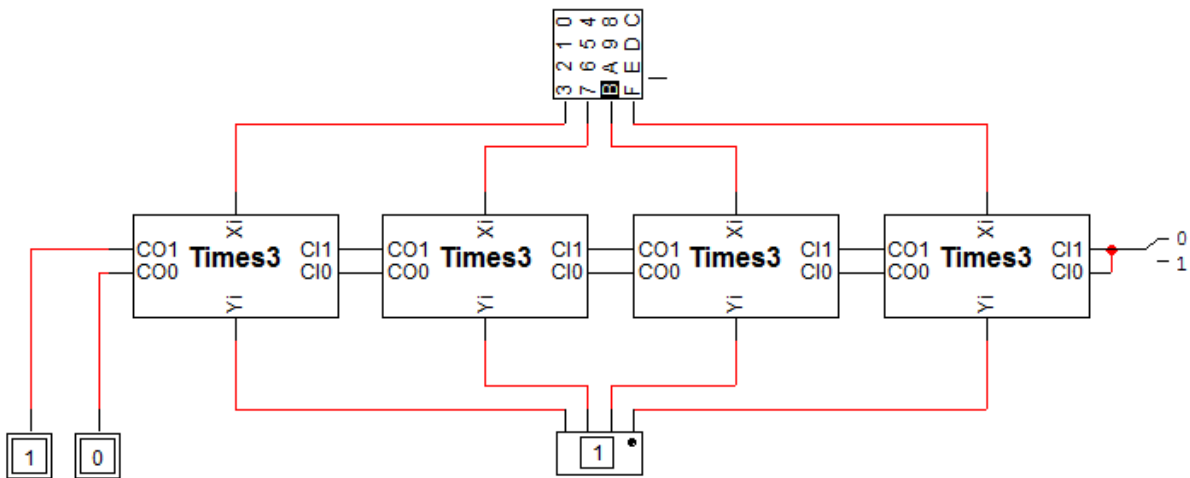 0 4 8 C
1 5 9 D
2 6 A E
3 7 B F
Xi Xi Xi Xi
CO1 Times3 CI1 CO1 Times3 CI1 CO1 Times3 CI1 CO1 Times3 CI1 0
CO0 CI0 CO0 CI0 CO0 CI0 CO0 CI0 1
Yi Yi Yi Yi
1 0 1